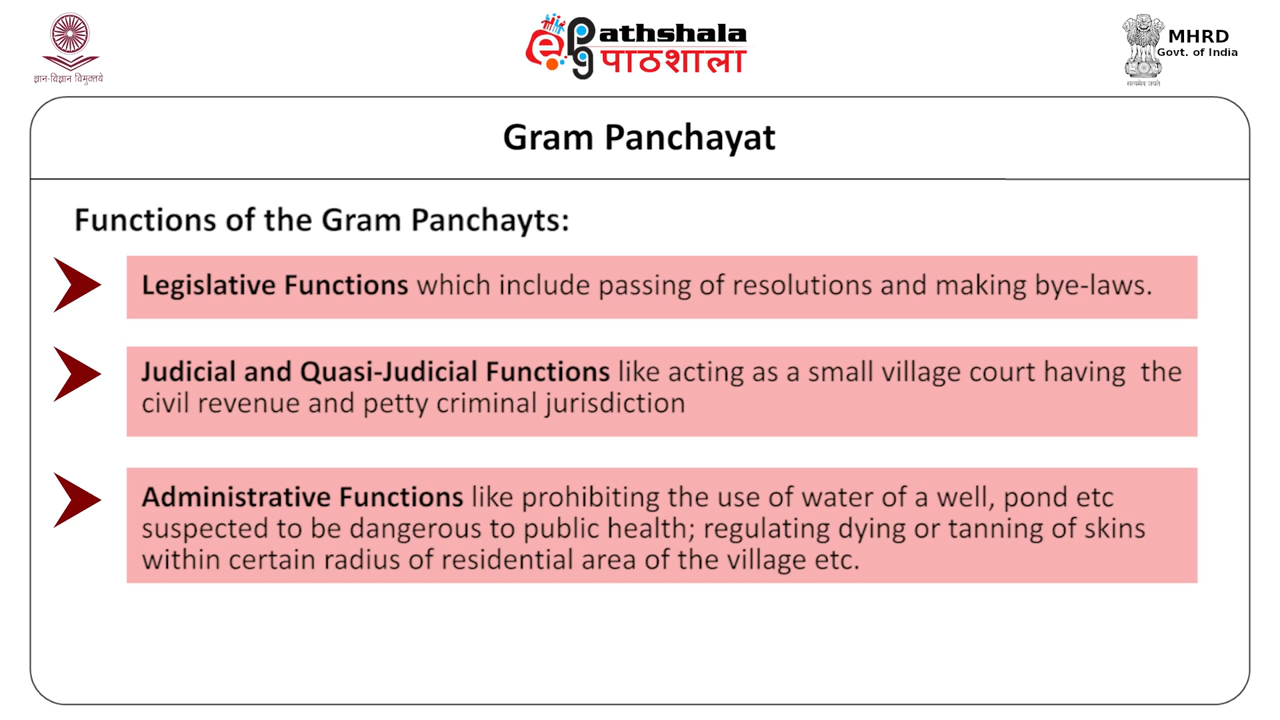 ज्ञान-विज्ञान विमुक्तये
e pg athshala
पाठशाला
MHRD
Govt. of India
सत्यमेव जयते
Gram Panchayat
Functions of the Gram Panchayts:
Legislative Functions which include passing of resolutions and making bye-laws.
Judicial and Quasi-Judicial Functions like acting as a small village court having the
civil revenue and petty criminal jurisdiction
Administrative Functions like prohibiting the use of water of a well, pond etc
suspected to be dangerous to public health; regulating dying or tanning of skins
within certain radius of residential area of the village etc.